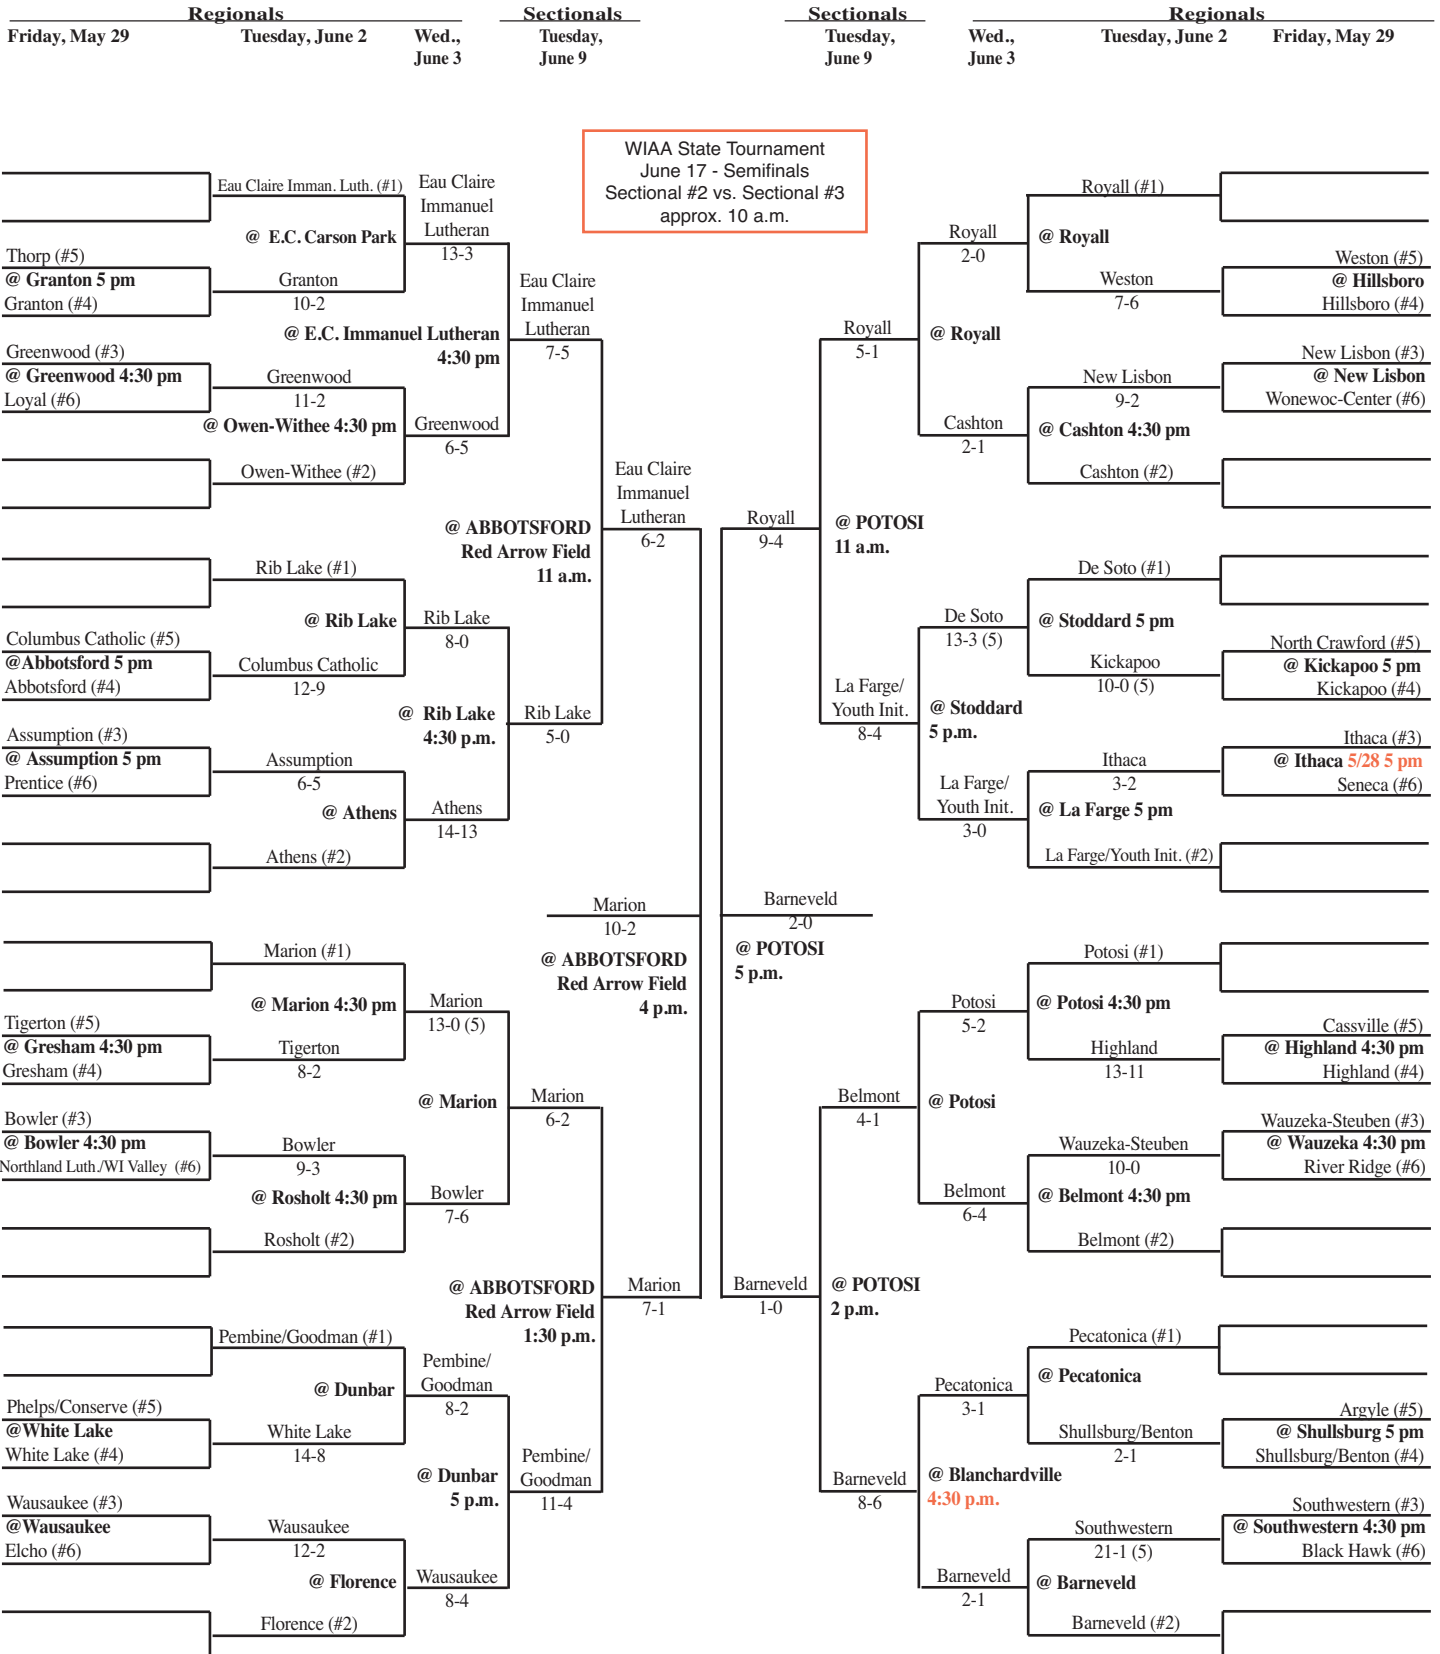 Regionals
Sectionals
Sectionals
Regionals
Friday, May 29
Tuesday, June 2
Wed.,
June 3
Tuesday,
June 9
Tuesday,
June 9
Wed.,
June 3
Tuesday, June 2
Friday, May 29
WIAA State Tournament
June 17 - Semifinals
Sectional #2 vs. Sectional #3
approx. 10 a.m.
Thorp (#5)
@ Granton 5 pm
Granton (#4)
Greenwood (#3)
@ Greenwood 4:30 pm
Loyal (#6)
Columbus Catholic (#5)
@Abbotsford 5 pm
Abbotsford (#4)
Assumption (#3)
@ Assumption 5 pm
Prentice (#6)
Tigerton (#5)
@ Gresham 4:30 pm
Gresham (#4)
Bowler (#3)
@ Bowler 4:30 pm
Northland Luth./WI Valley (#6)
Phelps/Conserve (#5)
@White Lake
White Lake (#4)
Wausaukee (#3)
@Wausaukee
Elcho (#6)
Eau Claire Imman. Luth. (#1)
@ E.C. Carson Park
Granton
10-2
Greenwood
11-2
@ Owen-Withee 4:30 pm
Owen-Withee (#2)
Rib Lake (#1)
@ Rib Lake
Columbus Catholic
12-9
Assumption
6-5
@ Athens
Athens (#2)
Marion (#1)
@ Marion 4:30 pm
Tigerton
8-2
Bowler
9-3
@ Rosholt 4:30 pm
Rosholt (#2)
Pembine/Goodman (#1)
@ Dunbar
White Lake
14-8
Wausaukee
12-2
@ Florence
Florence (#2)
Eau Claire
Immanuel
Lutheran
13-3
@ E.C. Immanuel Lutheran
4:30 pm
Greenwood
6-5
Rib Lake
8-0
@ Rib Lake
4:30 p.m.
Athens
14-13
Marion
13-0 (5)
@ Marion
Bowler
7-6
Pembine/
Goodman
8-2
@ Dunbar
5 p.m.
Wausaukee
8-4
Eau Claire
Immanuel
Lutheran
7-5
@ ABBOTSFORD
Red Arrow Field
11 a.m.
Rib Lake
5-0
Marion
6-2
@ ABBOTSFORD
Red Arrow Field
1:30 p.m.
Pembine/
Goodman
11-4
Eau Claire
Immanuel
Lutheran
6-2
Marion
10-2
@ ABBOTSFORD
Red Arrow Field
4 p.m.
Marion
7-1
Royall
9-4
Barneveld
2-0
@ POTOSI
5 p.m.
Barneveld
1-0
Royall
5-1
@ POTOSI
11 a.m.
La Farge/
Youth Init.
8-4
Belmont
4-1
@ POTOSI
2 p.m.
Barneveld
8-6
Royall
2-0
@ Royall
Cashton
2-1
De Soto
13-3 (5)
@ Stoddard
5 p.m.
La Farge/
Youth Init.
3-0
Potosi
5-2
@ Potosi
Belmont
6-4
Pecatonica
3-1
@ Blanchardville
4:30 p.m.
Barneveld
2-1
Royall (#1)
@ Royall
Weston
7-6
New Lisbon
9-2
@ Cashton 4:30 pm
Cashton (#2)
De Soto (#1)
@ Stoddard 5 pm
Kickapoo
10-0 (5)
Ithaca
3-2
@ La Farge 5 pm
La Farge/Youth Init. (#2)
Potosi (#1)
@ Potosi 4:30 pm
Highland
13-11
Wauzeka-Steuben
10-0
@ Belmont 4:30 pm
Belmont (#2)
Pecatonica (#1)
@ Pecatonica
Shullsburg/Benton
2-1
Southwestern
21-1 (5)
@ Barneveld
Barneveld (#2)
Weston (#5)
@ Hillsboro
Hillsboro (#4)
New Lisbon (#3)
@ New Lisbon
Wonewoc-Center (#6)
North Crawford (#5)
@ Kickapoo 5 pm
Kickapoo (#4)
Ithaca (#3)
@ Ithaca 5/28 5 pm
Seneca (#6)
Cassville (#5)
@ Highland 4:30 pm
Highland (#4)
Wauzeka-Steuben (#3)
@ Wauzeka 4:30 pm
River Ridge (#6)
Argyle (#5)
@ Shullsburg 5 pm
Shullsburg/Benton (#4)
Southwestern (#3)
@ Southwestern 4:30 pm
Black Hawk (#6)